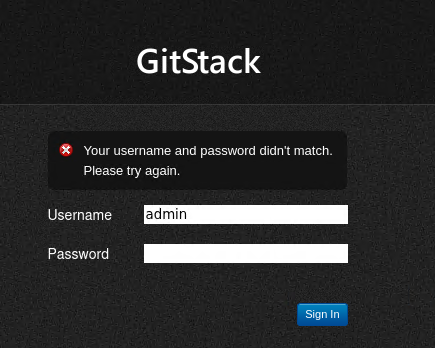 GitStack
Your username and password didn't match.
Please try again.
Username
admin
Password
Sign In